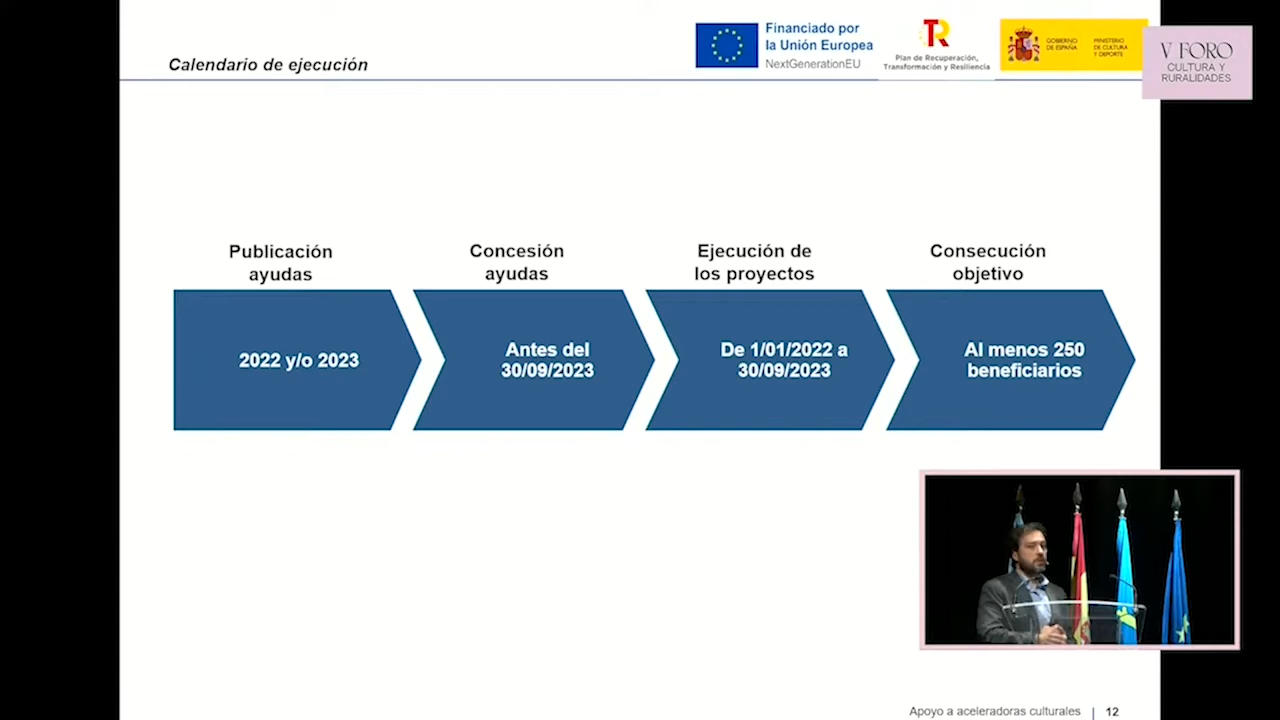 Calendario de ejecución
Financiado por
la Unión Europea
NextGenerationEU
TR
Plan de Recuperación,
Transformación y Resiliencia
GOBIERNO
DE ESPAÑA
MINISTERIO
DE CULTURA
Y DEPORTE
V FORO
CULTURA Y
RURALIDADES
Publicación
ayudas
2022 y/o 2023
Concesión
ayudas
Antes del
30/09/2023
Ejecución de
los proyectos
De 1/01/2022 a
30/09/2023
Consecución
objetivo
Al menos 250
beneficiarios
Apoyo a aceleradoras culturales | 12